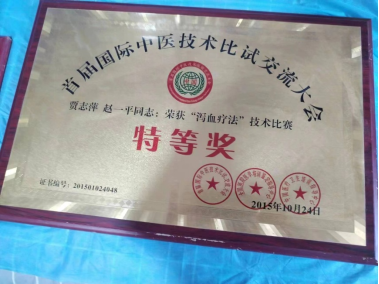 首届国际中医技术比试交流大会
贾志萍 赵一平同志：荣获“泻血疗法”技术比赛
特等奖
证书编号：201501024048
2015年10月24日